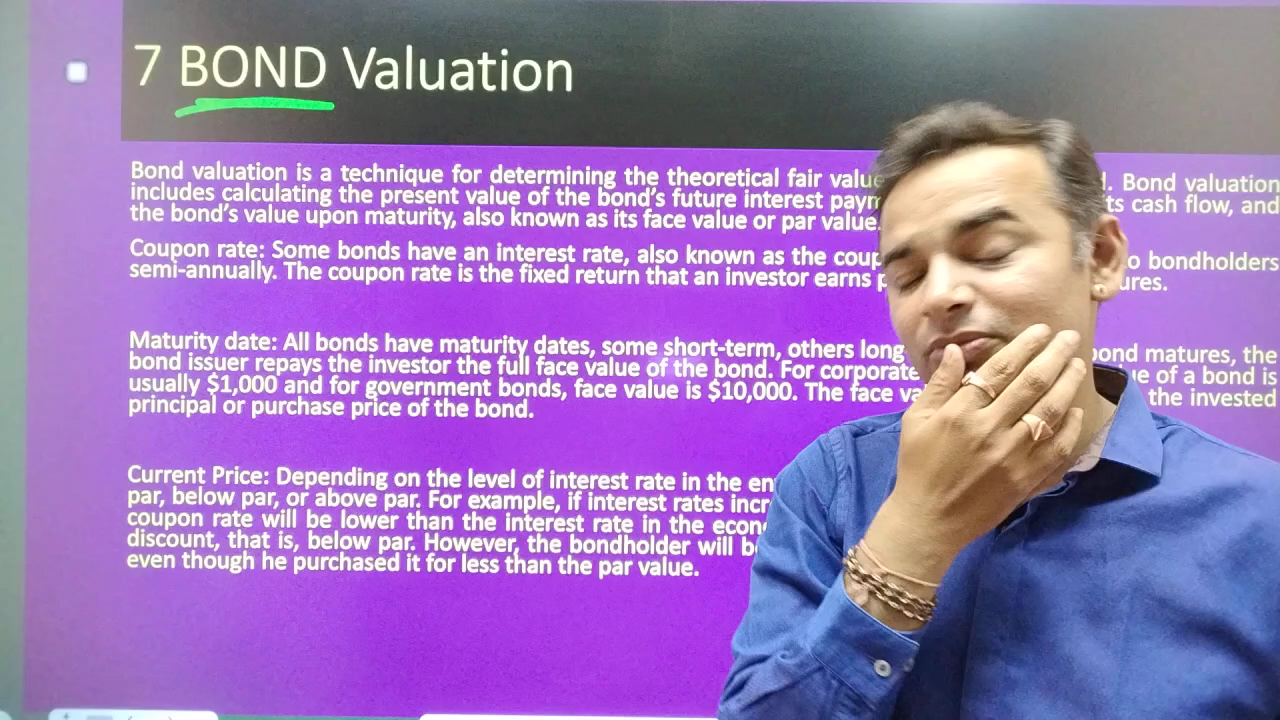 7 BOND Valuation
Bond valuation is a technique for determining the theoretical fair value . Bond valuation
includes calculating the present value of the bond's future interest cash flow, and
the bond's value upon maturity, also known as its face value or par value.
Coupon rate: Some bonds have an interest rate, also known as the bondholders
semi-annually. The coupon rate is the fixed return that an investor earns
Maturity date: All bonds have maturity dates, some short-term, others matures, the
bond issuer repays the investor the full face value of the bond. For corporate of a bond is
usually $1,000 and for government bonds, face value is $10,000. The face the invested
principal or purchase price of the bond.
Current Price: Depending on the level of interest rate in the
par, below par, or above par. For example, if interest rates
coupon rate will be lower than the interest rate in the
discount, that is, below par. However, the bondholder will
even though he purchased it for less than the par value.